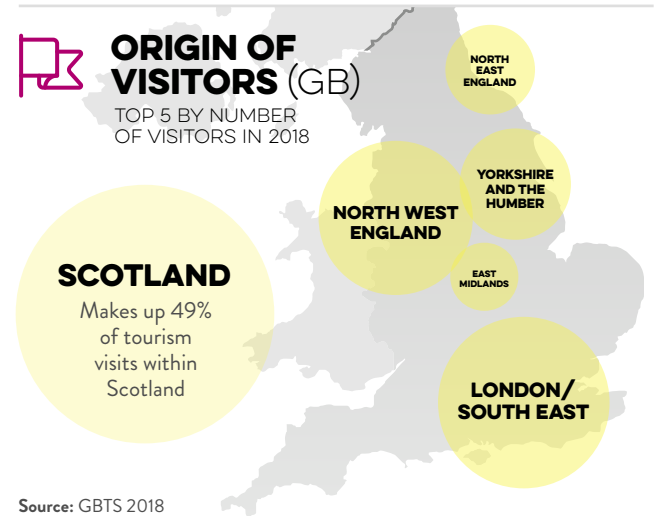 ORIGIN OF
VISITORS (GB)
TOP 5 BY NUMBER
OF VISITORS IN 2018
NORTH
EAST
ENGLAND
YORKSHIRE
AND THE
HUMBER
NORTH WEST
ENGLAND
EAST
MIDLANDS
SCOTLAND
Makes up 49%
of tourism
visits within
Scotland
LONDON/
SOUTH EAST
Source: GBTS 2018